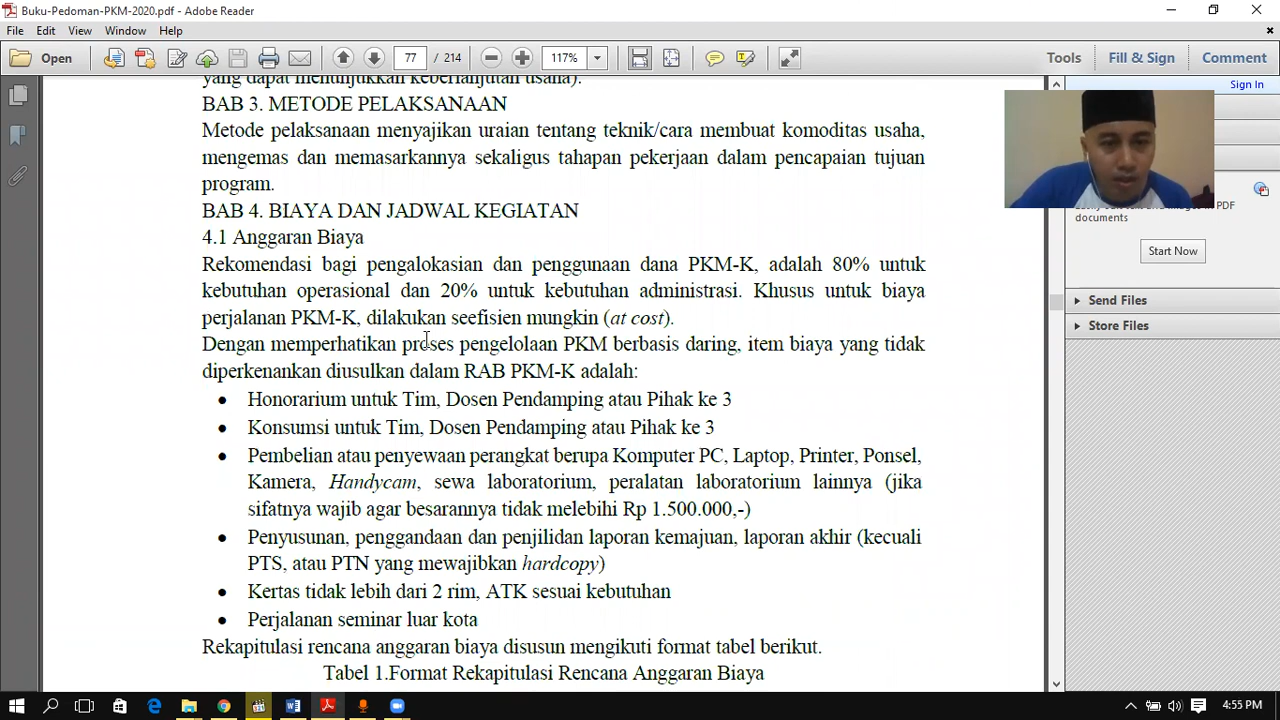 Buku-Pedoman-PKM-2020.pdf - Adobe Reader
File Edit View Window Help
Open 77 / 214 117% Tools Fill & Sign Comment
Sign In
yang dapat menunjukkan keberlanjutan usaha).
BAB 3. METODE PELAKSANAAN
Metode pelaksanaan menyajikan uraian tentang teknik/cara membuat komoditas usaha,
mengemas dan memasarkannya sekaligus tahapan pekerjaan dalam pencapaian tujuan
program.
BAB 4. BIAYA DAN JADWAL KEGIATAN
4.1 Anggaran Biaya
Rekomendasi bagi pengalokasian dan penggunaan dana PKM-K, adalah 80% untuk
kebutuhan operasional dan 20% untuk kebutuhan administrasi. Khusus untuk biaya
perjalanan PKM-K, dilakukan seefisien mungkin (at cost).
Dengan memperhatikan proses pengelolaan PKM berbasis daring, item biaya yang tidak
diperkenankan diusulkan dalam RAB PKM-K adalah:
• Honorarium untuk Tim, Dosen Pendamping atau Pihak ke 3
• Konsumsi untuk Tim, Dosen Pendamping atau Pihak ke 3
• Pembelian atau penyewaan perangkat berupa Komputer PC, Laptop, Printer, Ponsel,
Kamera, Handycam, sewa laboratorium, peralatan laboratorium lainnya (jika
sifatnya wajib agar besarannya tidak melebihi Rp 1.500.000,-)
• Penyusunan, penggandaan dan penjilidan laporan kemajuan, laporan akhir (kecuali
PTS, atau PTN yang mewajibkan hardcopy)
• Kertas tidak lebih dari 2 rim, ATK sesuai kebutuhan
• Perjalanan seminar luar kota
Rekapitulasi rencana anggaran biaya disusun mengikuti format tabel berikut.
Tabel 1.Format Rekapitulasi Rencana Anggaran Biaya
PDF
documents
Start Now
Send Files
Store Files
4:55 PM